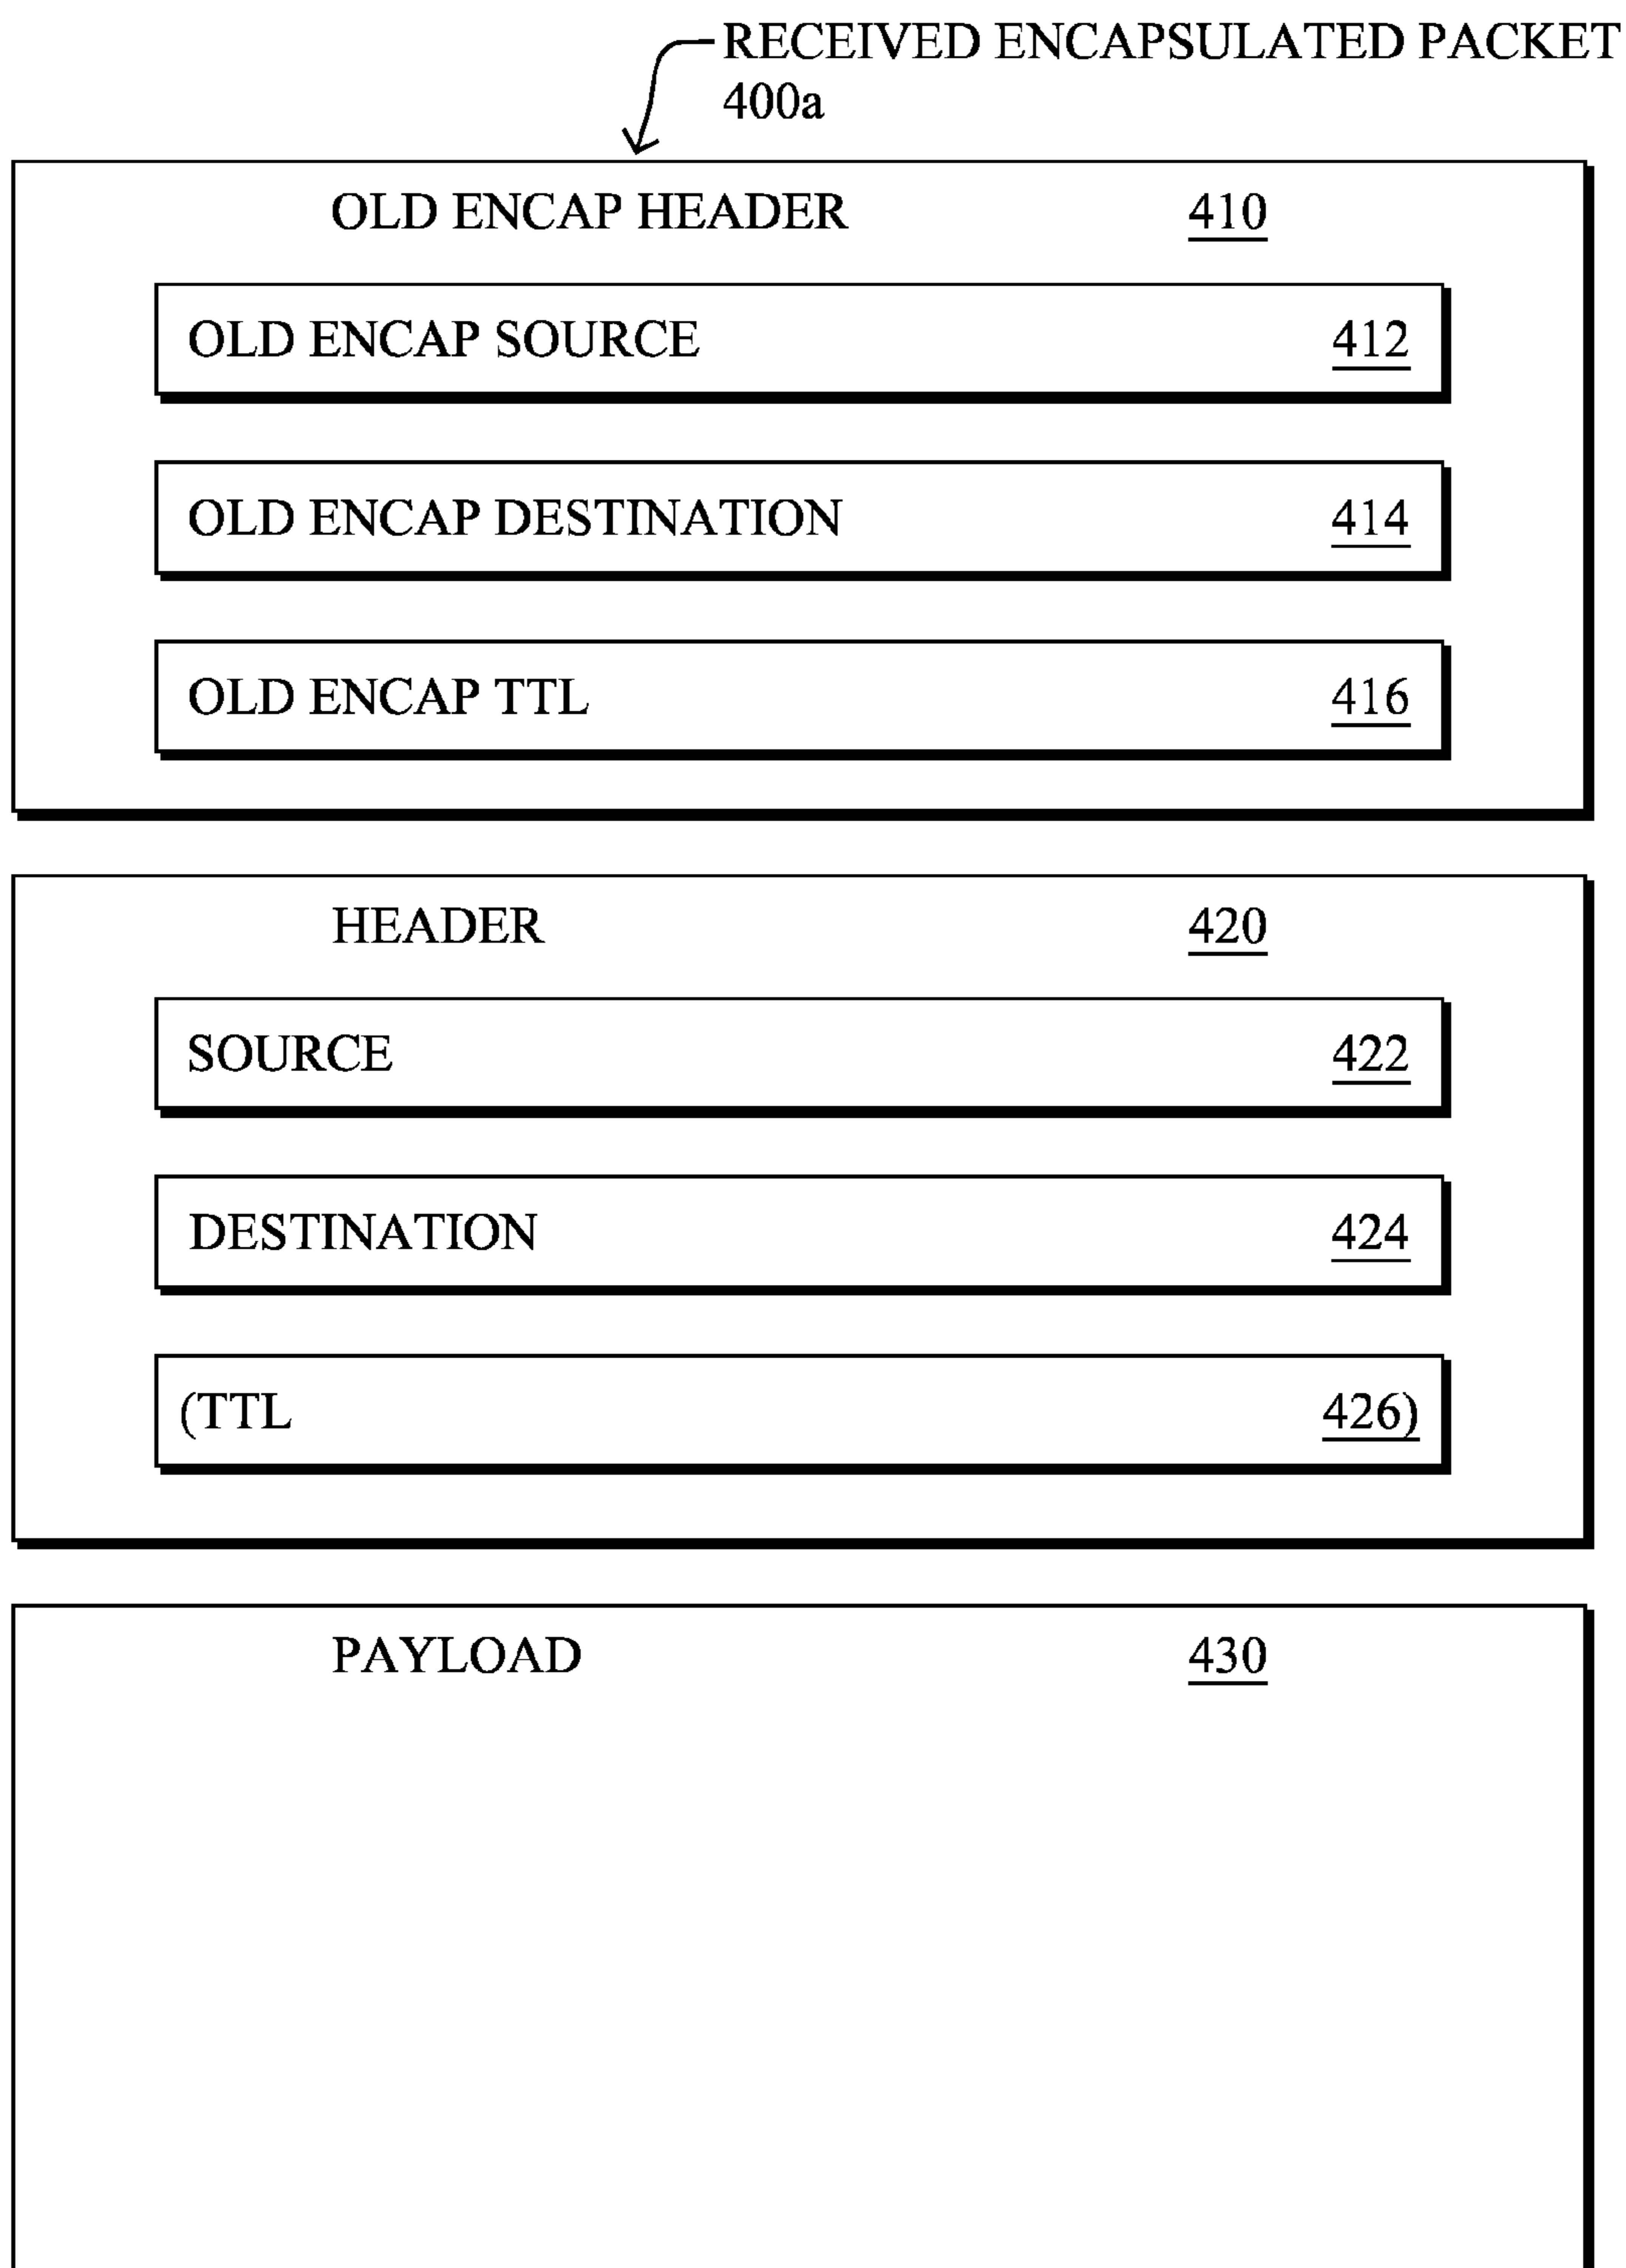 RECEIVED ENCAPSULATED PACKET
400a
OLD ENCAP HEADER 410
OLD ENCAP SOURCE 412
OLD ENCAP DESTINATION 414
OLD ENCAP TTL 416
HEADER 420
SOURCE 422
DESTINATION 424
(TTL 426)
PAYLOAD 430